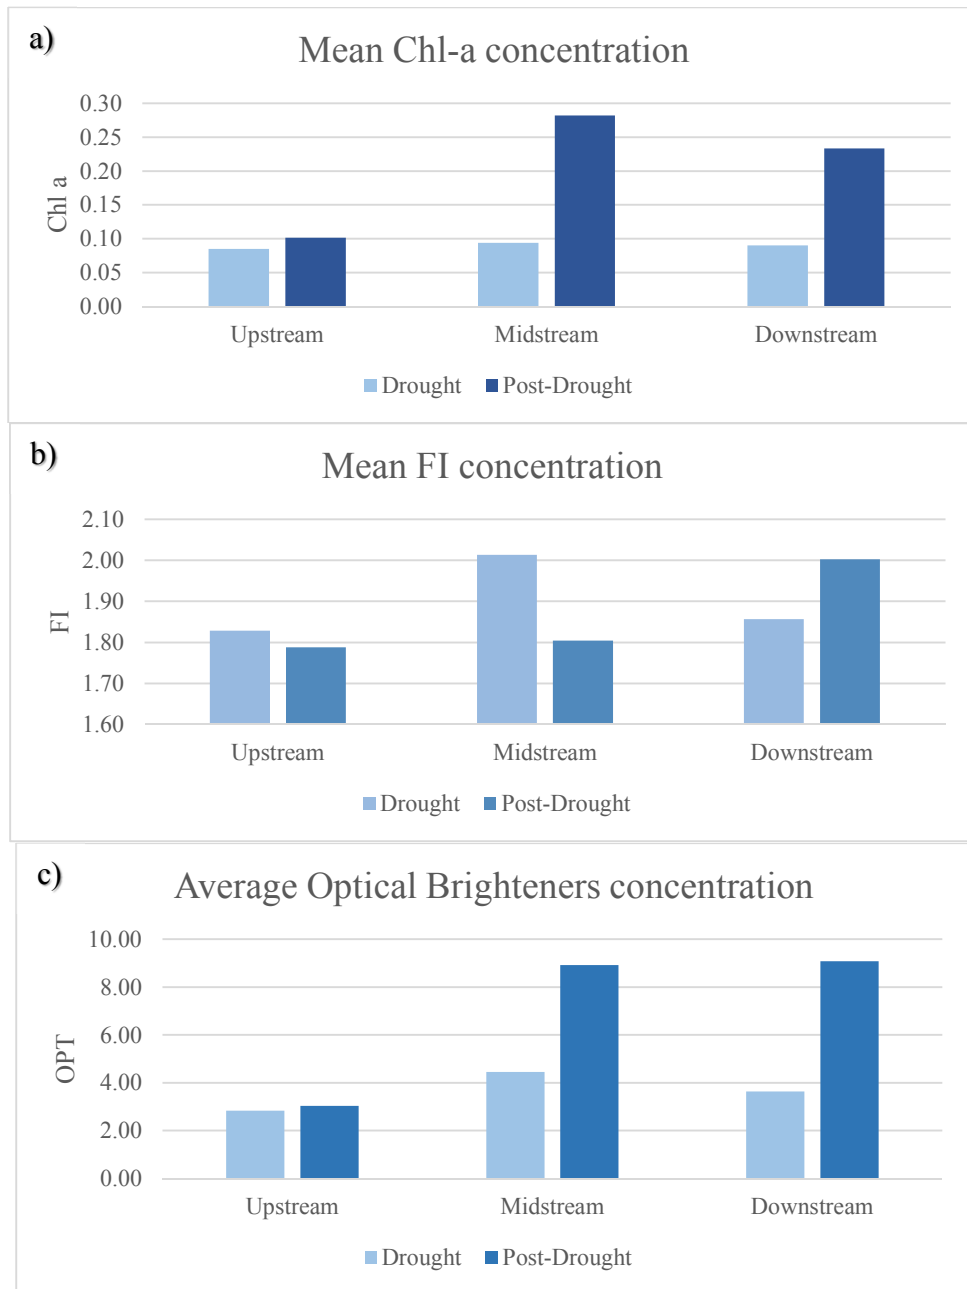 a)
Mean Chl-a concentration
0.30
0.25
0.20
0.15
0.10
0.05
0.00
Chl a
Upstream Midstream Downstream
Drought Post-Drought
b)
Mean FI concentration
2.10
2.00
1.90
1.80
1.70
1.60
FI
Upstream Midstream Downstream
Drought Post-Drought
c)
Average Optical Brighteners concentration
10.00
8.00
6.00
4.00
2.00
0.00
OPT
Upstream Midstream Downstream
Drought Post-Drought